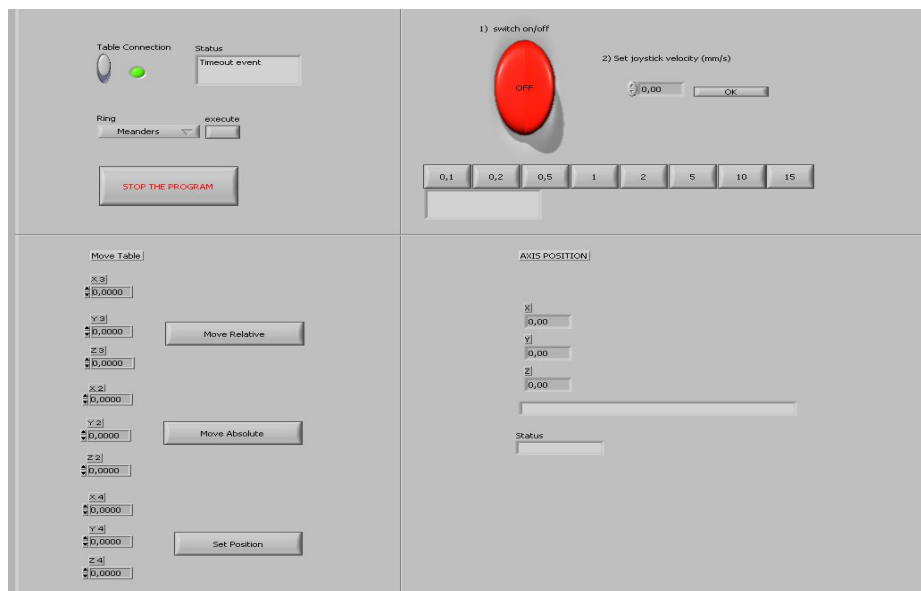 Table Connection
Status
Timeout event
Ring
Meanders
execute
STOP THE PROGRAM
1) switch on/off
OFF
2) Set joystick velocity (mm/s)
0,00
OK
0,1 0,2 0,5 1 2 5 10 15
Move Table
X 3
0,0000
Y 3
0,0000
Move Relative
Z 3
0,0000
X 2
0,0000
Y 2
0,0000
Move Absolute
Z 2
0,0000
X 4
0,0000
Y 4
0,0000
Set Position
Z 4
0,0000
AXIS POSITION
X
0,00
Y
0,00
Z
0,00
Status